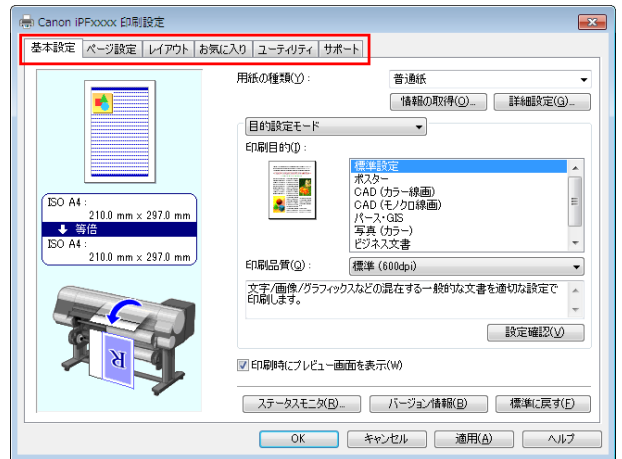 Canon iPFxxxx 印刷設定
基本設定 ページ設定 レイアウト お気に入り ユーティリティ サポート
用紙の種類(Y)： 普通紙
情報の取得(O)... 詳細設定(G)...
目的設定モード
印刷目的(I)：
標準設定
ポスター
CAD (カラー線画)
CAD (モノクロ線画)
パース・GIS
写真 (カラー)
ビジネス文書
ISO A4 :
210.0 mm x 297.0 mm
等倍
ISO A4 :
210.0 mm x 297.0 mm
印刷品質(Q)： 標準 (600dpi)
文字/画像/グラフィックスなどの混在する一般的な文書を適切な設定で
印刷します。
設定確認(V)
印刷時にプレビュー画面を表示(W)
ステータスモニタ(R)... バージョン情報(B) 標準に戻す(F)
OK キャンセル 適用(A) ヘルプ